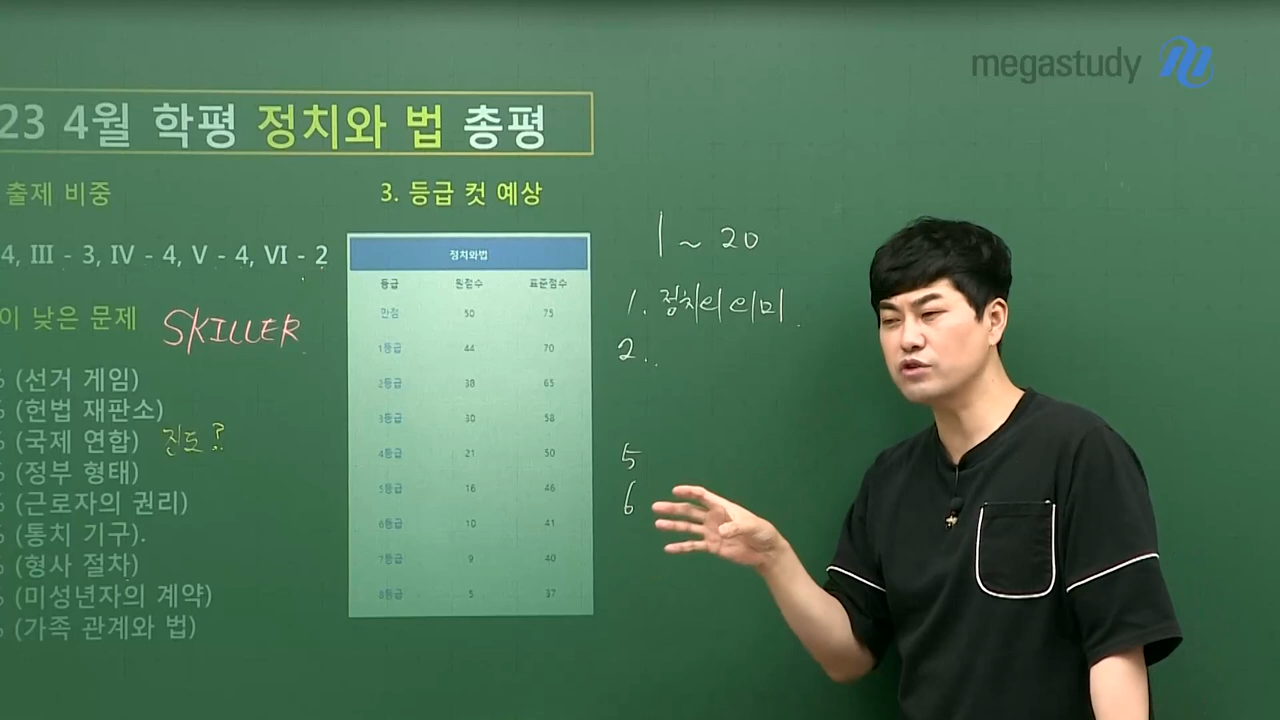 megastudy
23 4월 학평 정치와 법 총평
출제 비중
4, III - 3, IV - 4, V - 4, VI - 2
이 낮은 문제
SKILLER
% (선거 게임)
% (헌법 재판소)
% (국제 연합) 진도?
% (정부 형태)
% (근로자의 권리)
% (통치 기구).
% (형사 절차)
% (미성년자의 계약)
% (가족 관계와 법)
3. 등급 컷 예상
정치와법
등급 원점수 표준점수
만점 50 75
1등급 44 70
2등급 38 65
3등급 30 58
4등급 21 50
5등급 16 46
6등급 10 41
7등급 9 40
8등급 5 37
1 ~ 20
1. 정치의 의미.
2.
5
6